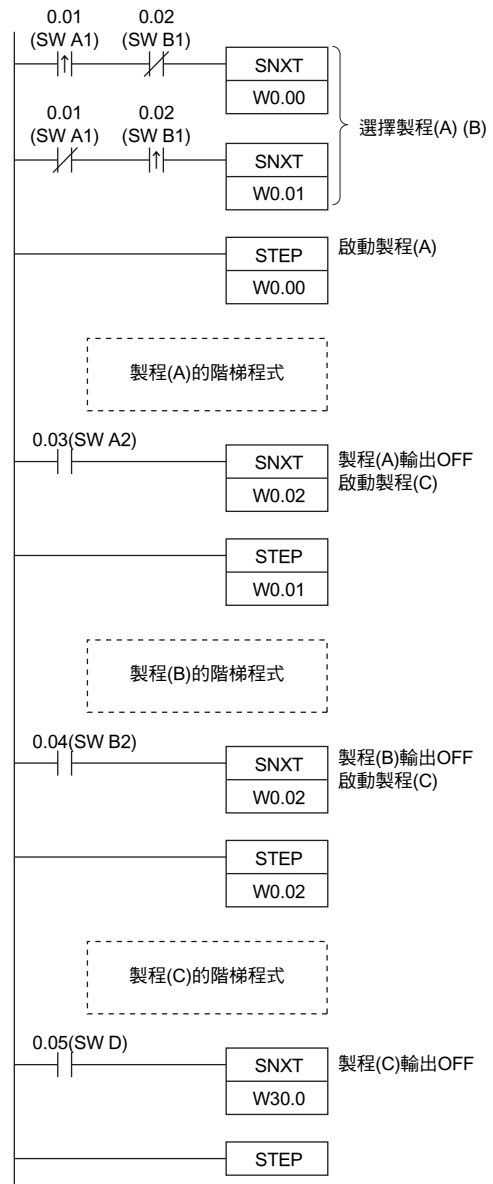 0.01 0.02
(SW A1) (SW B1)
↑
SNXT
W0.00
選擇製程(A) (B)
0.01 0.02
(SW A1) (SW B1)
↑
SNXT
W0.01
STEP
W0.00
啟動製程(A)
製程(A)的階梯程式
0.03(SW A2)
SNXT
W0.02
製程(A)輸出OFF
啟動製程(C)
STEP
W0.01
製程(B)的階梯程式
0.04(SW B2)
SNXT
W0.02
製程(B)輸出OFF
啟動製程(C)
STEP
W0.02
製程(C)的階梯程式
0.05(SW D)
SNXT
W30.0
製程(C)輸出OFF
STEP